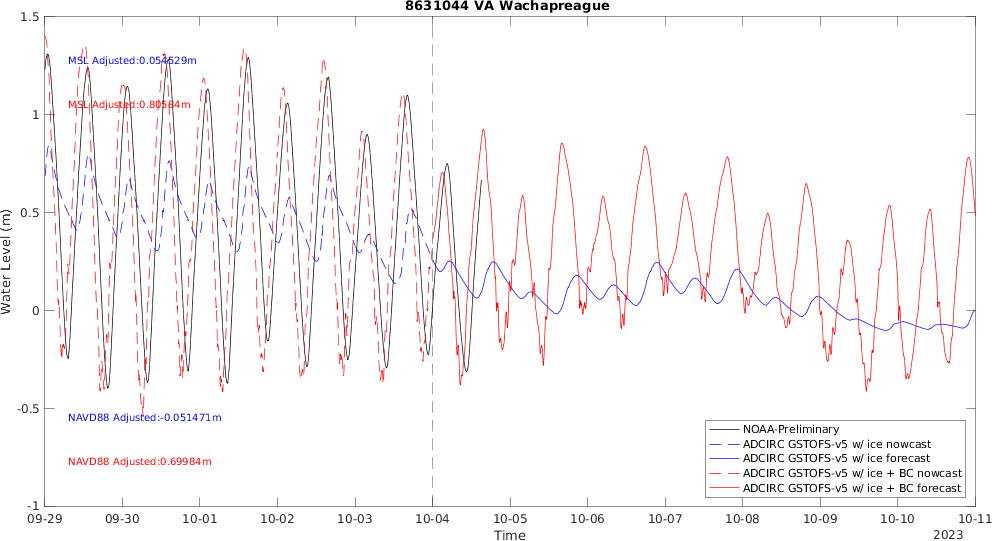 8631044 VA Wachapreague
1.5
1
0.5
0
-0.5
-1
Water Level (m)
MSL Adjusted:0.054529m
MSL Adjusted:0.80584m
NAVD88 Adjusted:-0.051471m
NAVD88 Adjusted:0.69984m
NOAA-Preliminary
ADCIRC GSTOFS-v5 w/ ice nowcast
ADCIRC GSTOFS-v5 w/ ice forecast
ADCIRC GSTOFS-v5 w/ ice + BC nowcast
ADCIRC GSTOFS-v5 w/ ice + BC forecast
09-29 09-30 10-01 10-02 10-03 10-04 10-05 10-06 10-07 10-08 10-09 10-10 10-11
Time
2023